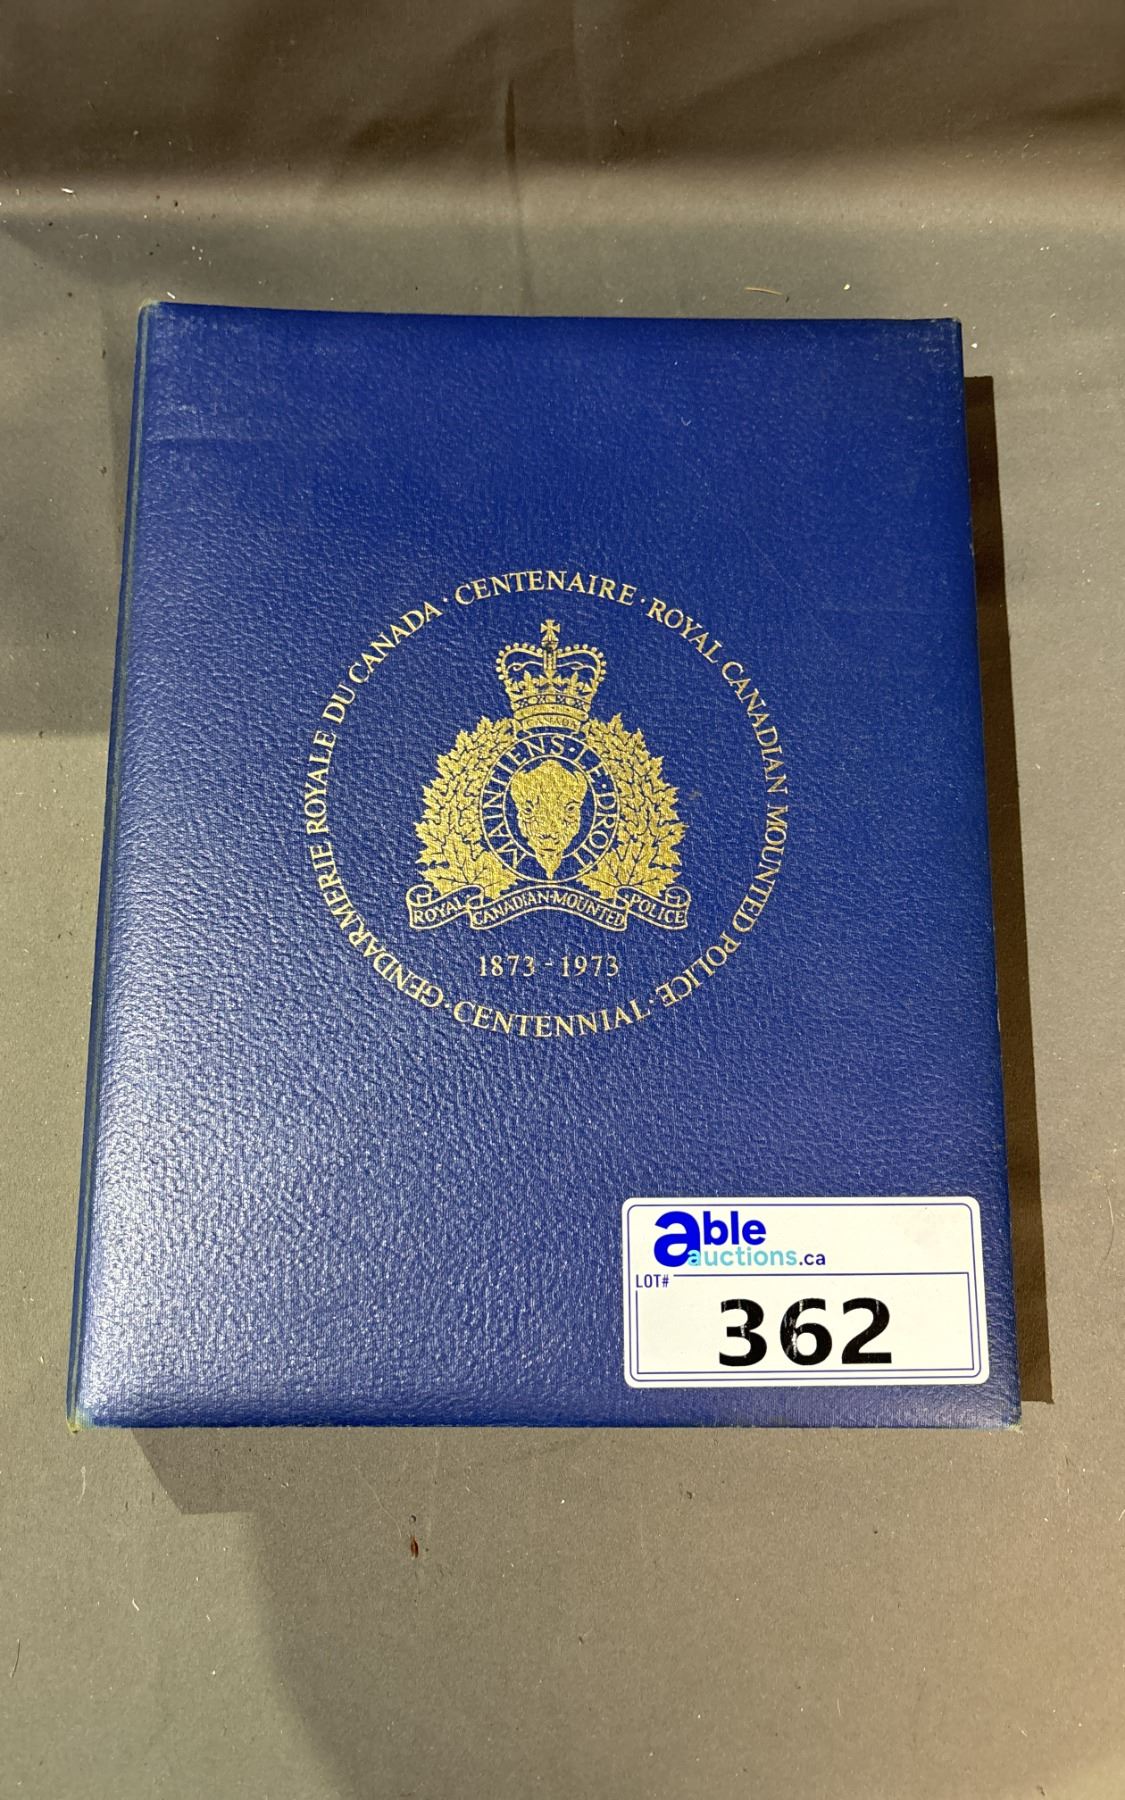 GENDARMERIE ROYALE DU CANADA · CENTENAIRE · ROYAL CANADIAN MOUNTED POLICE · CENTENNIAL ·
CANADA
MAINTIENS · LE · DROIT
ROYAL CANADIAN · MOUNTED POLICE
1873 - 1973
able
auctions.ca
LOT#
362